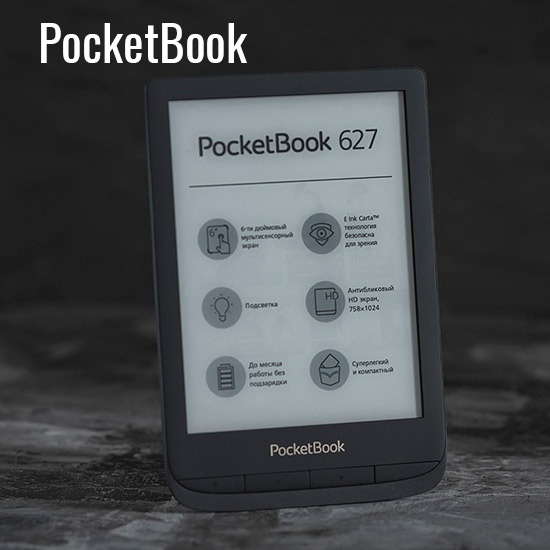 PocketBook
PocketBook 627
6"
6-ти дюймовый
мультисенсорный
экран
E Ink Carta™
технология
безопасна
для зрения
Подсветка
HD
Антибликовый
HD экран,
758x1024
До месяца
работы без
подзарядки
Суперлегкий
и компактный
PocketBook